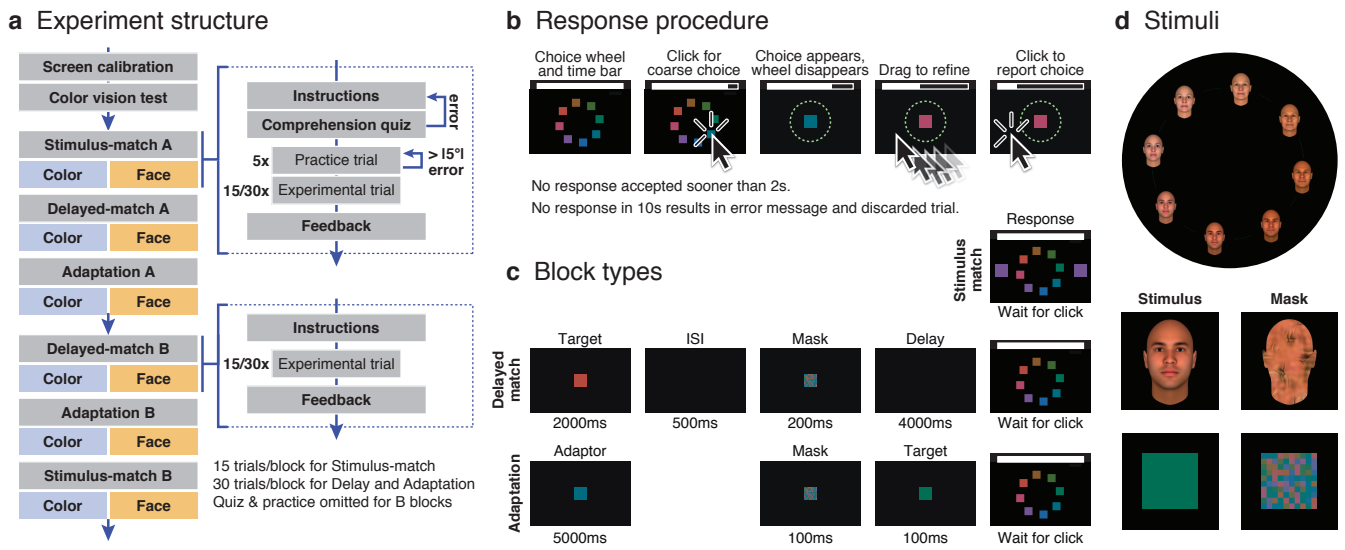 a Experiment structure
Screen calibration
Color vision test
Stimulus-match A
Color Face
Delayed-match A
Color Face
Adaptation A
Color Face
Delayed-match B
Color Face
Adaptation B
Color Face
Stimulus-match B
Color Face
Instructions
Comprehension quiz
error
5x Practice trial
> |5°|
error
15/30x Experimental trial
Feedback
Instructions
15/30x Experimental trial
Feedback
15 trials/block for Stimulus-match
30 trials/block for Delay and Adaptation
Quiz & practice omitted for B blocks
b Response procedure
Choice wheel
and time bar
Click for
coarse choice
Choice appears,
wheel disappears
Drag to refine
Click to
report choice
No response accepted sooner than 2s.
No response in 10s results in error message and discarded trial.
c Block types
Stimulus
match
Response
Wait for click
Delayed
match
Target ISI Mask Delay
2000ms 500ms 200ms 4000ms Wait for click
Adaptation
Adaptor Mask Target
5000ms 100ms 100ms Wait for click
d Stimuli
Stimulus Mask